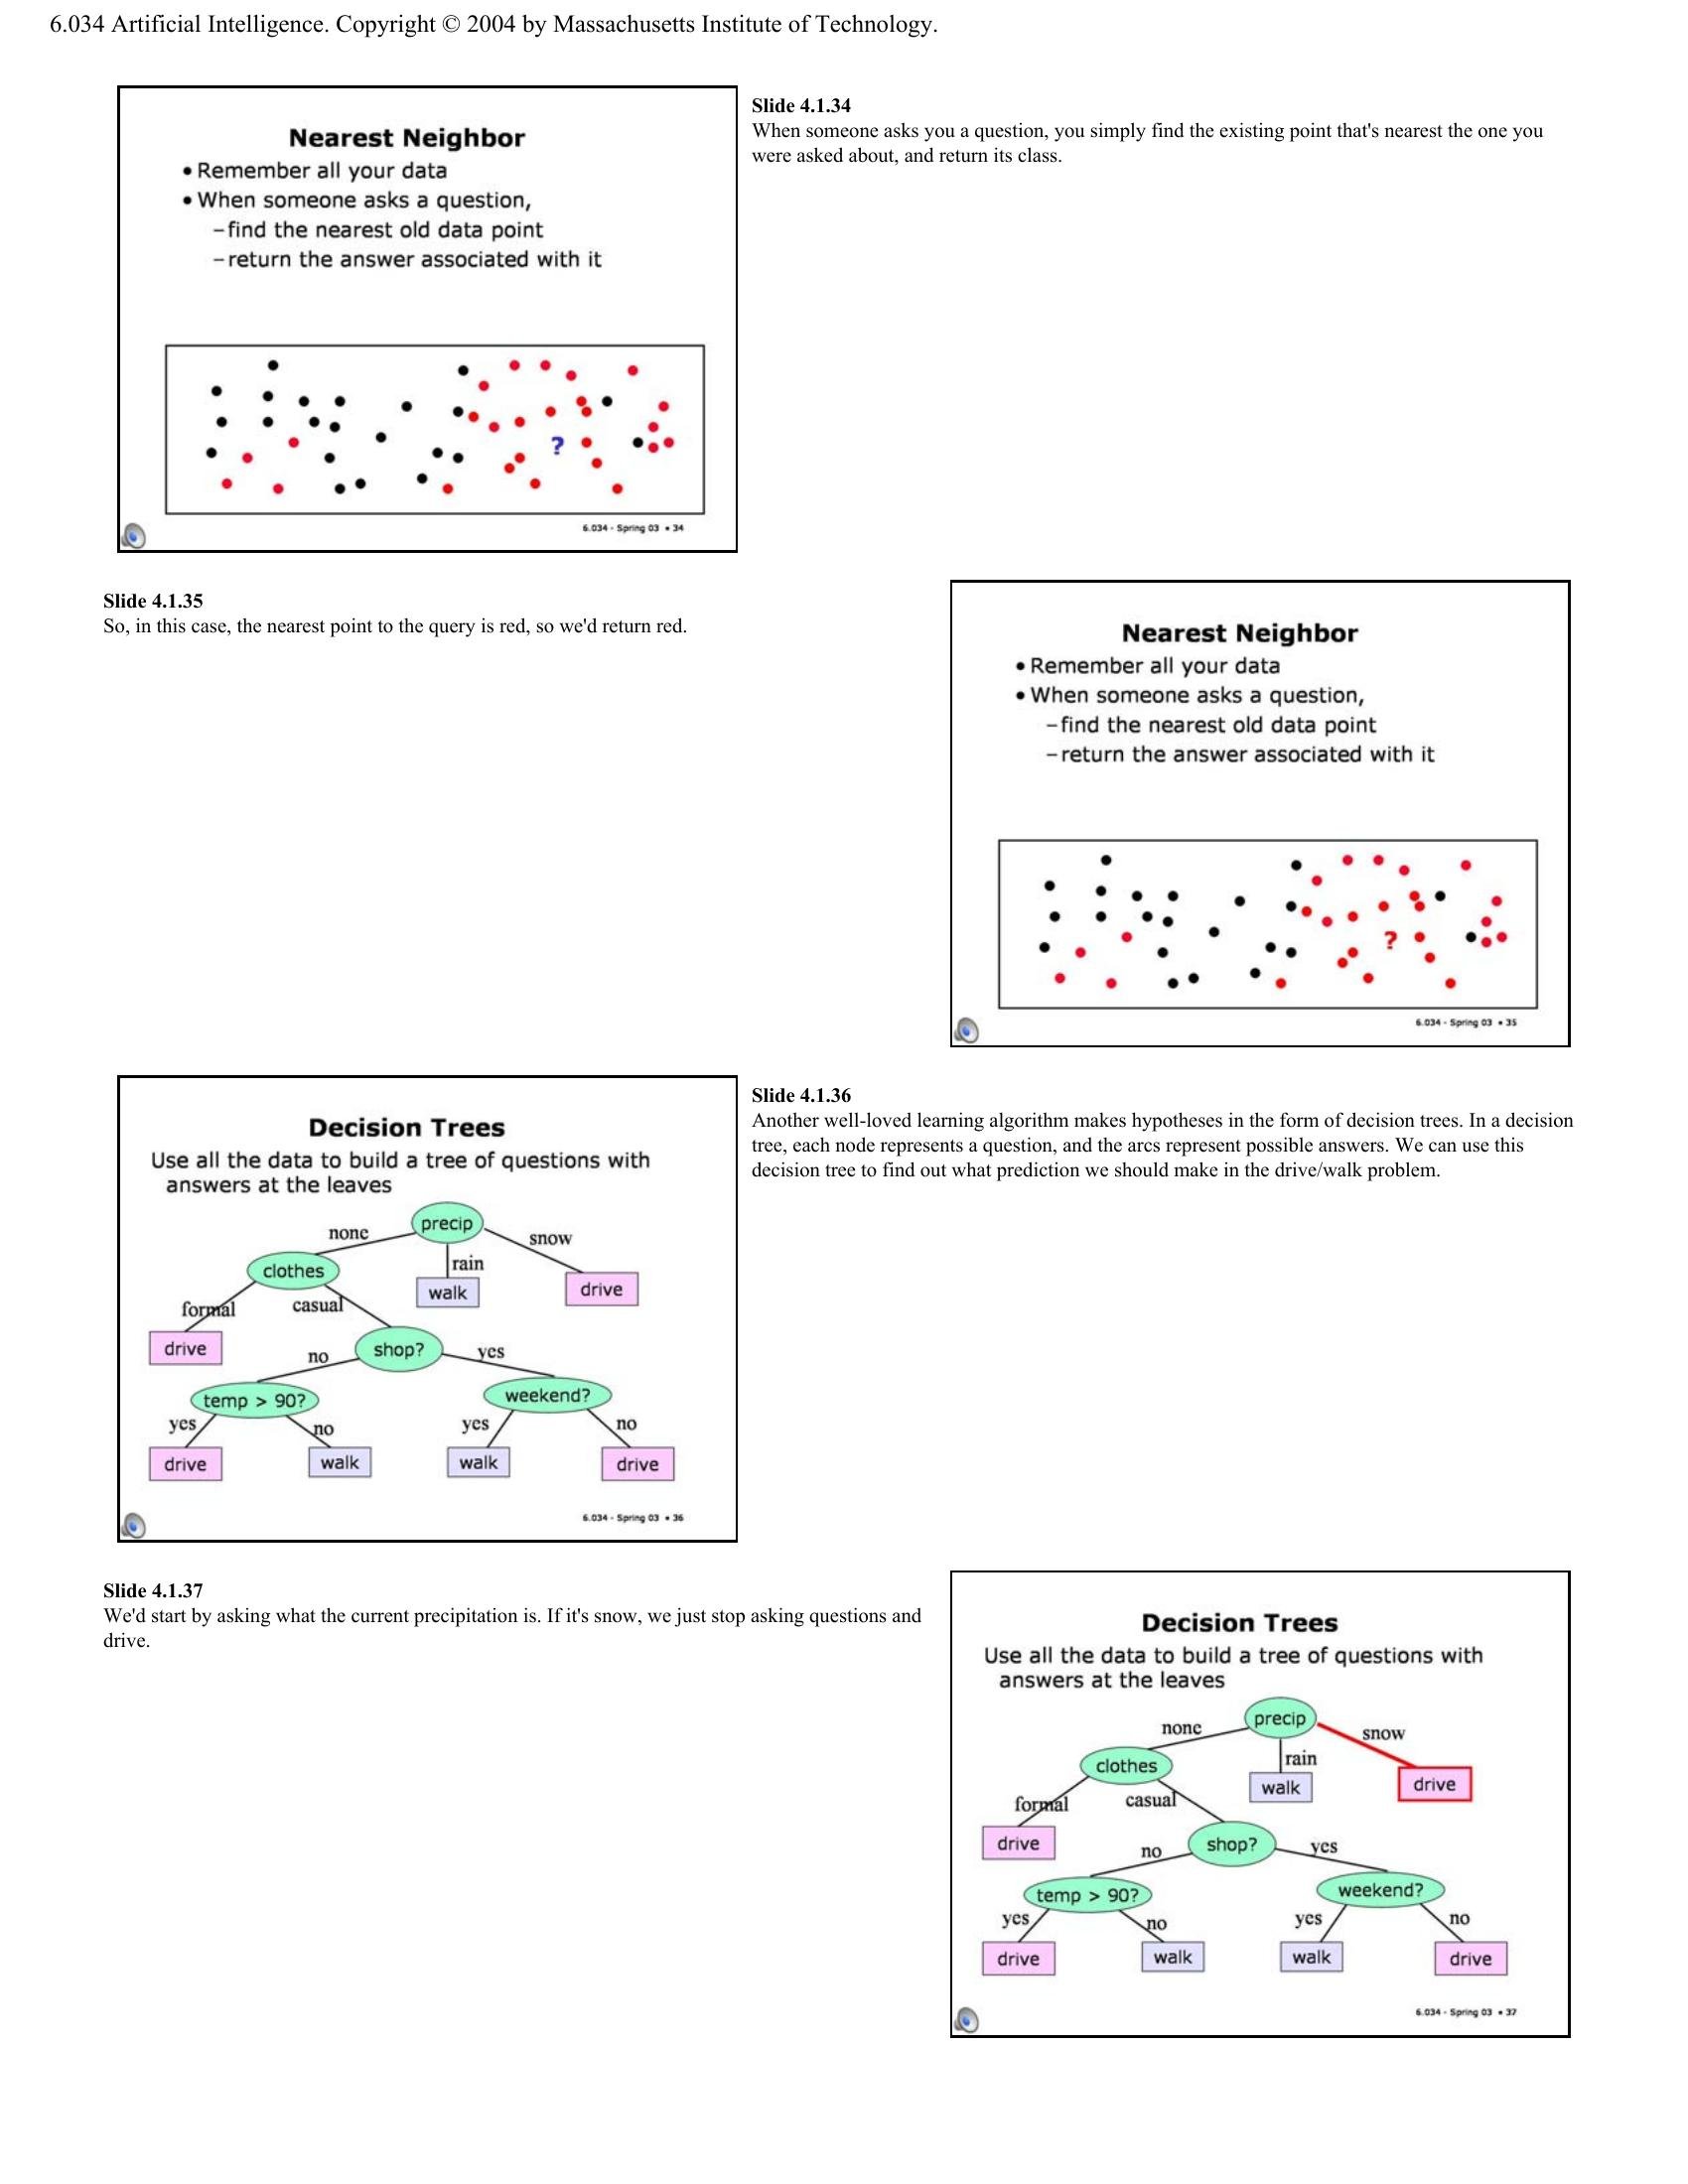 6.034 Artificial Intelligence. Copyright © 2004 by Massachusetts Institute of Technology.
Nearest Neighbor
• Remember all your data
• When someone asks a question,
– find the nearest old data point
– return the answer associated with it
?
6.034 - Spring 03 • 34
Slide 4.1.34
When someone asks you a question, you simply find the existing point that's nearest the one you
were asked about, and return its class.
Slide 4.1.35
So, in this case, the nearest point to the query is red, so we'd return red.
Nearest Neighbor
• Remember all your data
• When someone asks a question,
– find the nearest old data point
– return the answer associated with it
?
6.034 - Spring 03 • 35
Decision Trees
Use all the data to build a tree of questions with
answers at the leaves
precip
none
snow
rain
clothes
walk
drive
formal
casual
drive
shop?
no
yes
temp > 90?
weekend?
yes
no
yes
no
drive
walk
walk
drive
6.034 - Spring 03 • 36
Slide 4.1.36
Another well-loved learning algorithm makes hypotheses in the form of decision trees. In a decision
tree, each node represents a question, and the arcs represent possible answers. We can use this
decision tree to find out what prediction we should make in the drive/walk problem.
Slide 4.1.37
We'd start by asking what the current precipitation is. If it's snow, we just stop asking questions and
drive.
Decision Trees
Use all the data to build a tree of questions with
answers at the leaves
precip
none
snow
rain
clothes
walk
drive
formal
casual
drive
shop?
no
yes
temp > 90?
weekend?
yes
no
yes
no
drive
walk
walk
drive
6.034 - Spring 03 • 37